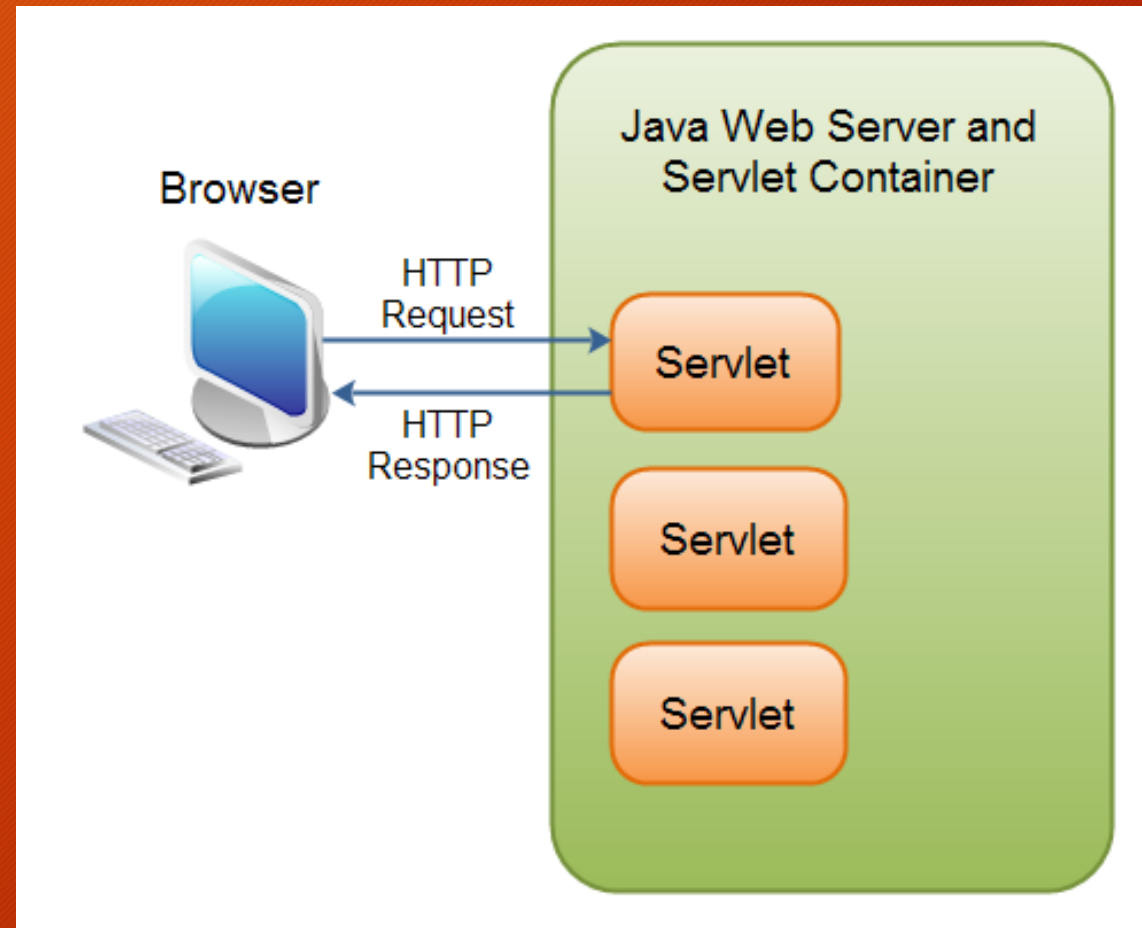 Java Web Server and
Servlet Container
Browser
HTTP
Request
Servlet
HTTP
Response
Servlet
Servlet